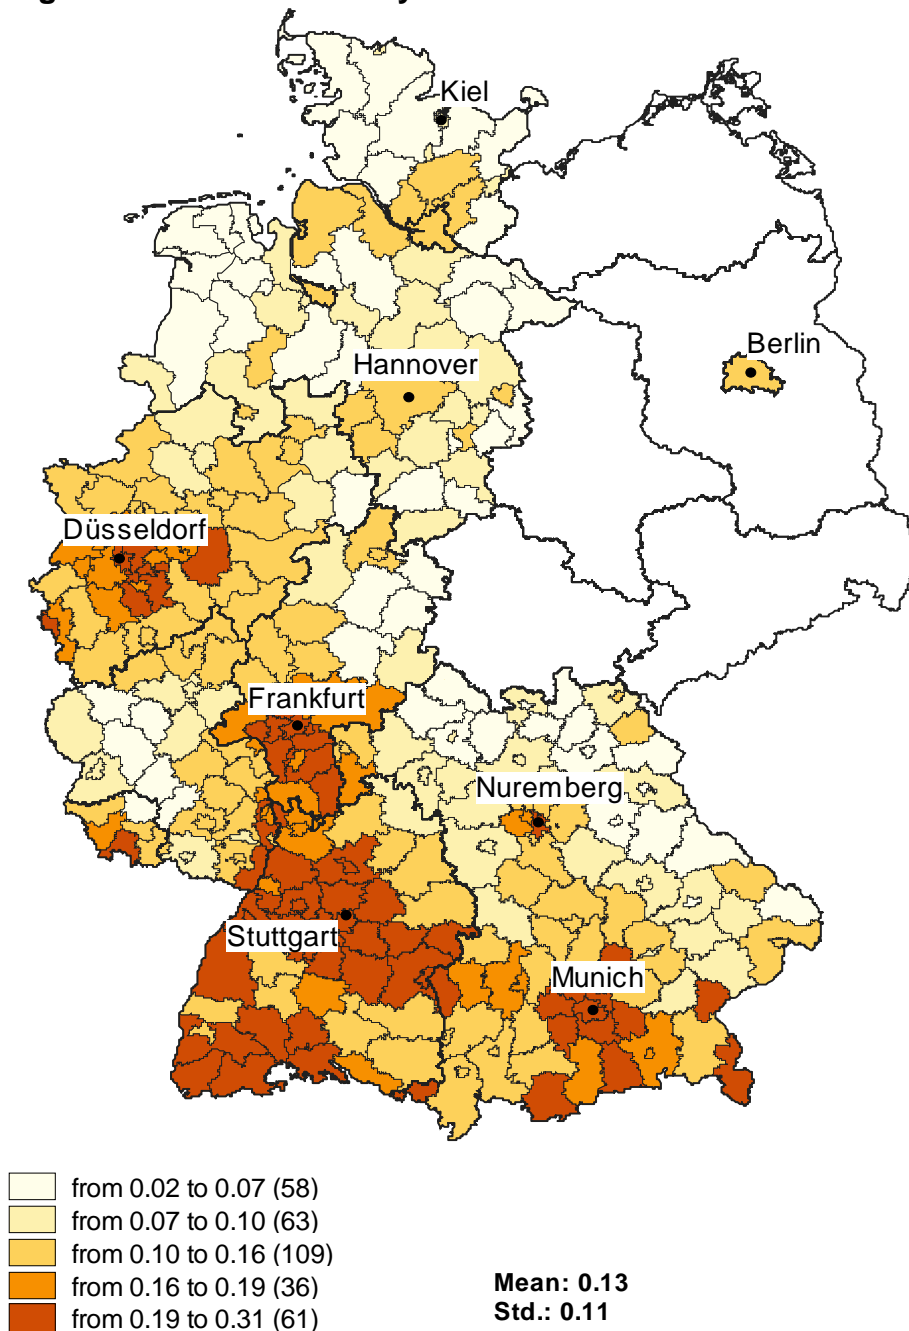 Kiel
Berlin
Hannover
Düsseldorf
Frankfurt
Nuremberg
Stuttgart
Munich
from 0.02 to 0.07 (58)
from 0.07 to 0.10 (63)
from 0.10 to 0.16 (109)
from 0.16 to 0.19 (36)
from 0.19 to 0.31 (61)
Mean: 0.13
Std.: 0.11